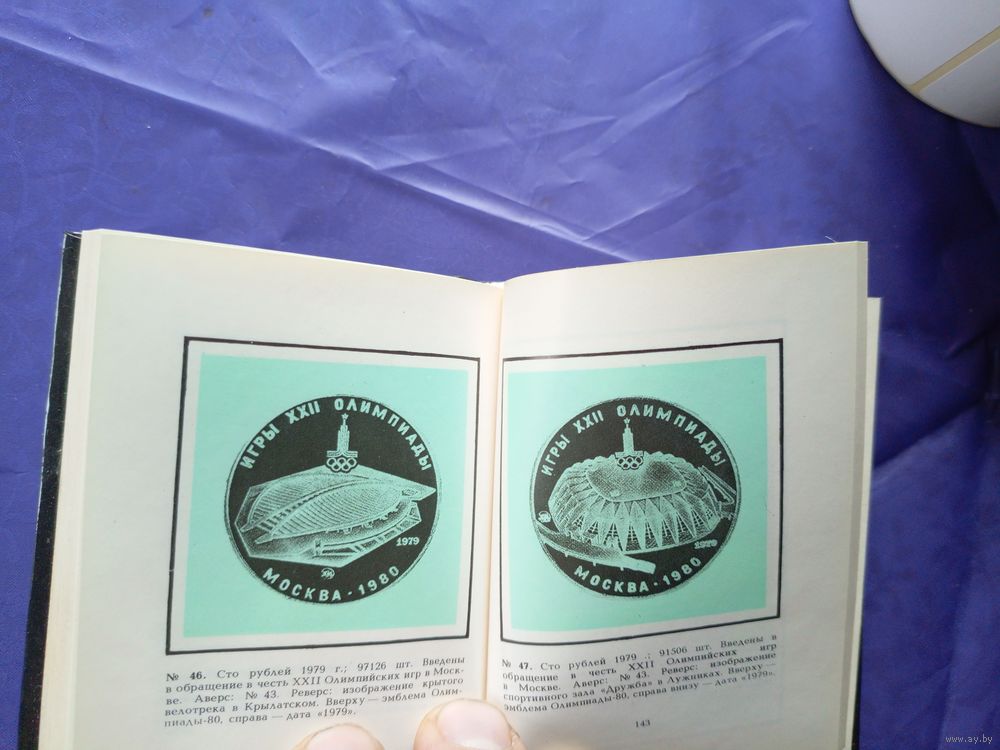 ИГРЫ XXII ОЛИМПИАДЫ
1979
МОСКВА · 1980
№ 46. Сто рублей 1979 г.; 97126 шт. Введены
в обращение в честь XXII Олимпийских игр в Моск-
ве. Аверс: № 43. Реверс: изображение крытого
велотрека в Крылатском. Вверху — эмблема Олим-
пиады-80, справа — дата «1979».
ИГРЫ XXII ОЛИМПИАДЫ
1979
МОСКВА · 1980
№ 47. Сто рублей 1979 .; 91506 шт. Введены в
обращение в честь XXII Олимпийских игр
в Москве. Аверс: № 43. Реверс: изображение
спортивного зала «Дружба» в Лужниках. Вверху —
эмблема Олимпиады-80, справа внизу — дата «1979».
143
www.ay.by